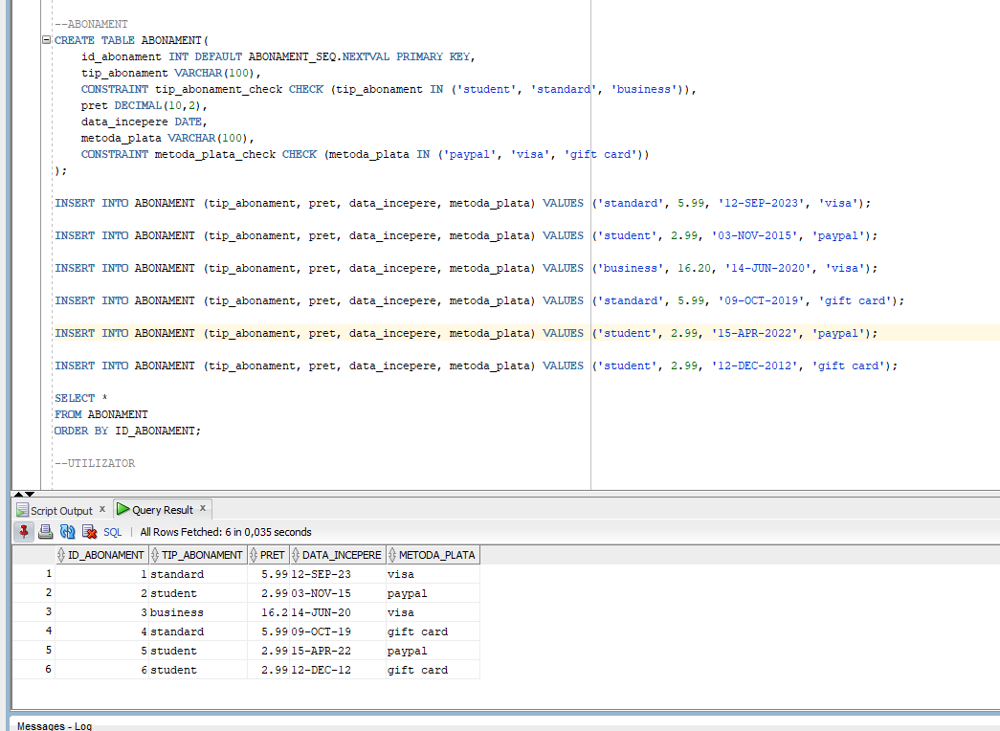 --ABONAMENT
CREATE TABLE ABONAMENT(
id_abonament INT DEFAULT ABONAMENT_SEQ.NEXTVAL PRIMARY KEY,
tip_abonament VARCHAR(100),
CONSTRAINT tip_abonament_check CHECK (tip_abonament IN ('student', 'standard', 'business')),
pret DECIMAL(10,2),
data_incepere DATE,
metoda_plata VARCHAR(100),
CONSTRAINT metoda_plata_check CHECK (metoda_plata IN ('paypal', 'visa', 'gift card'))
);
INSERT INTO ABONAMENT (tip_abonament, pret, data_incepere, metoda_plata) VALUES ('standard', 5.99, '12-SEP-2023', 'visa');
INSERT INTO ABONAMENT (tip_abonament, pret, data_incepere, metoda_plata) VALUES ('student', 2.99, '03-NOV-2015', 'paypal');
INSERT INTO ABONAMENT (tip_abonament, pret, data_incepere, metoda_plata) VALUES ('business', 16.20, '14-JUN-2020', 'visa');
INSERT INTO ABONAMENT (tip_abonament, pret, data_incepere, metoda_plata) VALUES ('standard', 5.99, '09-OCT-2019', 'gift card');
INSERT INTO ABONAMENT (tip_abonament, pret, data_incepere, metoda_plata) VALUES ('student', 2.99, '15-APR-2022', 'paypal');
INSERT INTO ABONAMENT (tip_abonament, pret, data_incepere, metoda_plata) VALUES ('student', 2.99, '12-DEC-2012', 'gift card');
SELECT *
FROM ABONAMENT
ORDER BY ID_ABONAMENT;
--UTILIZATOR
Script Output x Query Result x
SQL | All Rows Fetched: 6 in 0,035 seconds
ID_ABONAMENT TIP_ABONAMENT PRET DATA_INCEPERE METODA_PLATA
1 1 standard 5.99 12-SEP-23 visa
2 2 student 2.99 03-NOV-15 paypal
3 3 business 16.2 14-JUN-20 visa
4 4 standard 5.99 09-OCT-19 gift card
5 5 student 2.99 15-APR-22 paypal
6 6 student 2.99 12-DEC-12 gift card
Messages - Log